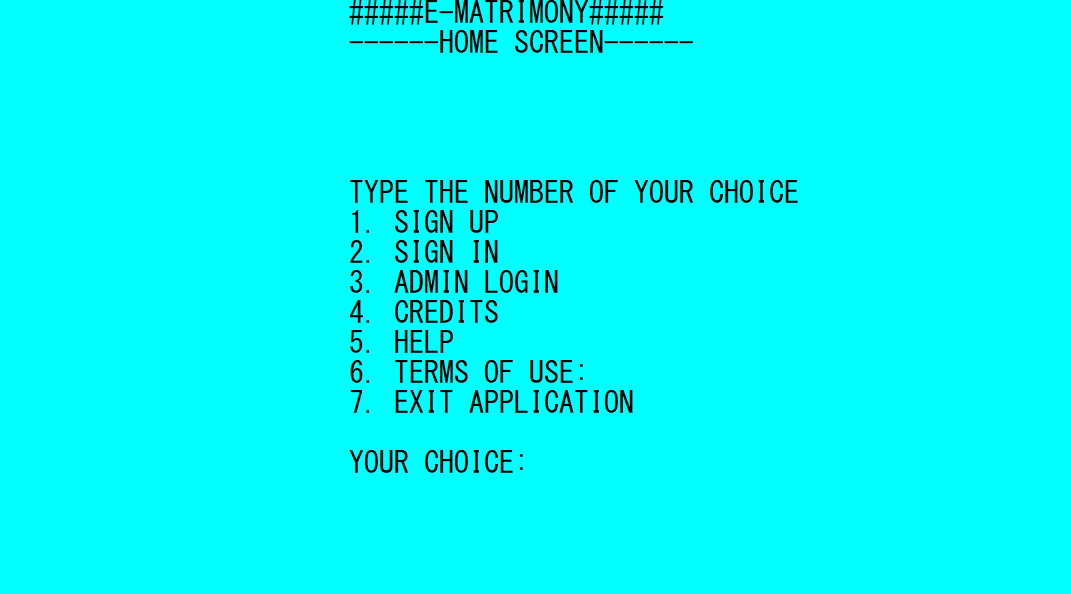 #####E-MATRIMONY#####
------HOME SCREEN------
TYPE THE NUMBER OF YOUR CHOICE
1. SIGN UP
2. SIGN IN
3. ADMIN LOGIN
4. CREDITS
5. HELP
6. TERMS OF USE:
7. EXIT APPLICATION
YOUR CHOICE: